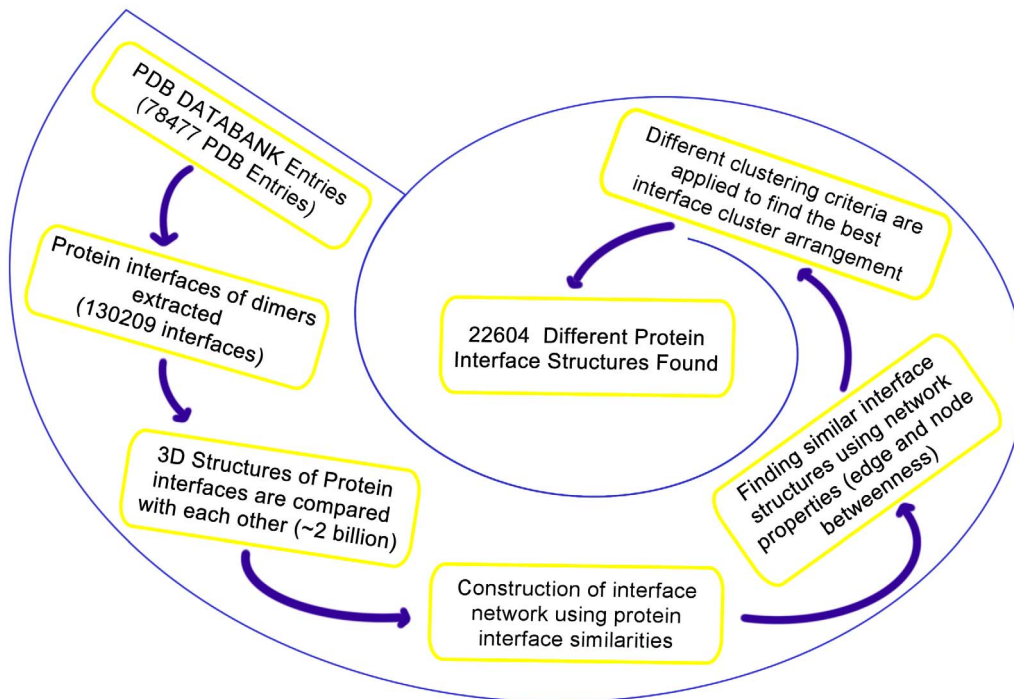 PDB DATABANK Entries
(78477 PDB Entries)
Protein interfaces of dimers
extracted
(130209 interfaces)
3D Structures of Protein
interfaces are compared
with each other (~2 billion)
Construction of interface
network using protein
interface similarities
Finding similar interface
structures using network
properties (edge and node
betweenness)
Different clustering criteria are
applied to find the best
interface cluster arrangement
22604 Different Protein
Interface Structures Found